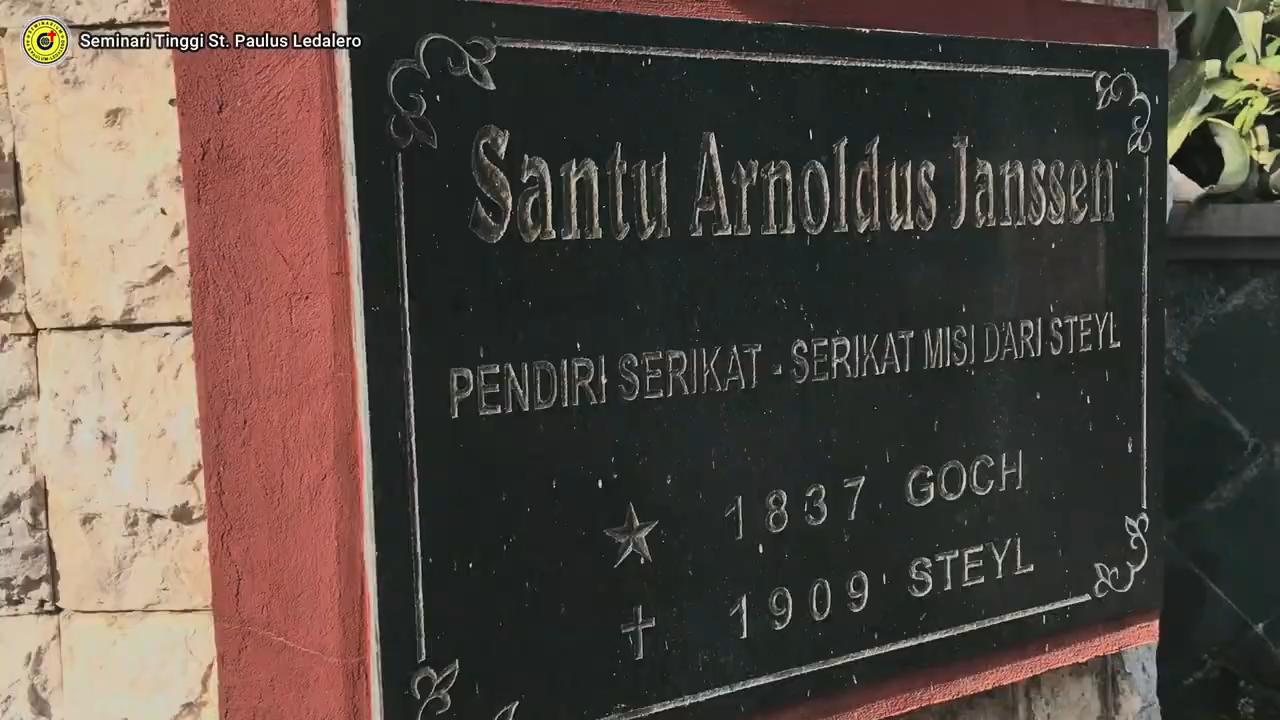 Seminari Tinggi St. Paulus Ledalero
Santu Arnoldus Janssen
PENDIRI SERIKAT - SERIKAT MISI DARI STEYL
1837 GOCH
1909 STEYL